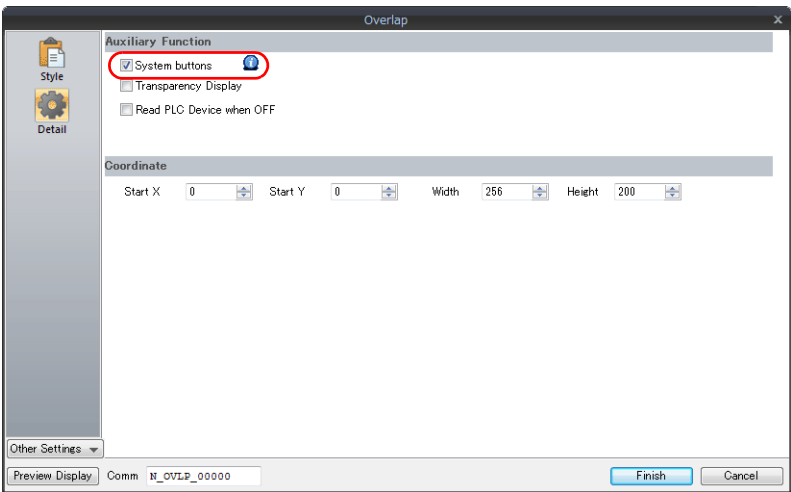 Overlap x
Auxiliary Function
System buttons
Transparency Display
Read PLC Device when OFF
Style
Detail
Coordinate
Start X 0 Start Y 0 Width 256 Height 200
Other Settings
Preview Display Comm N_OVLP_00000 Finish Cancel